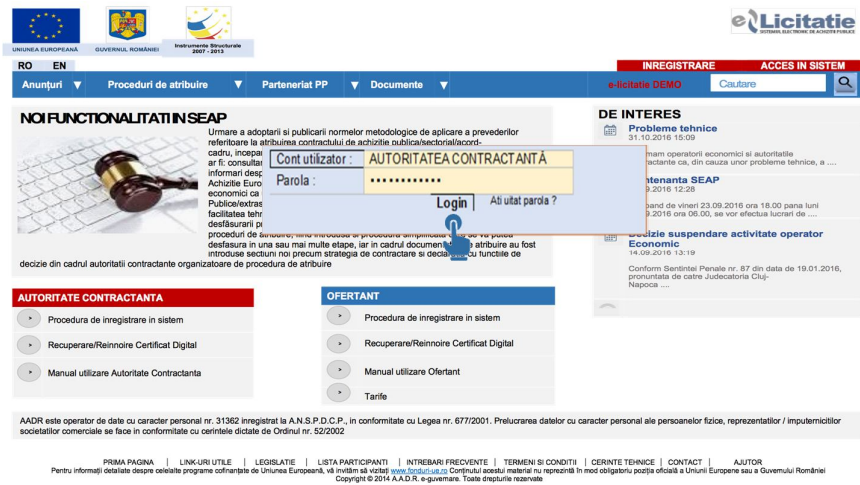 UNIUNEA EUROPEANĂ
GUVERNUL ROMÂNIEI
Instrumente Structurale
2007 - 2013
eLicitatie
SISTEMUL ELECTRONIC DE ACHIZITII PUBLICE
RO EN
INREGISTRARE ACCES IN SISTEM
Anunțuri Proceduri de atribuire Parteneriat PP Documente
e-licitatie DEMO Cautare
NOI FUNCTIONALITATI IN SEAP
Urmare a adoptarii si publicarii normelor metodologice de aplicare a prevederilor
referitoare la atribuirea contractului de achizitie publica/sectorial/acord-
cadru, incepa
ar fi: consultar
informari desp
Achizitie Euro
economici ca
Publice/extras
facilitatea tehr
desfăsurarii pr
proceduri de atribuire, fiind introdusa si procedura simplificata
desfasura in una sau mai multe etape, iar in cadrul document atribuire au fost
introduse sectiuni noi precum strategia de contractare si cu functiile de
decizie din cadrul autoritatii contractante organizatoare de procedura de atribuire
Cont utilizator : AUTORITATEA CONTRACTANTĂ
Parola : ••••••••••••
Login Ati uitat parola ?
DE INTERES
Probleme tehnice
31.10.2016 15:09
mam operatorii economici si autoritatile
ractante ca, din cauza unor probleme tehnice, a ....
ntenanta SEAP
9.2016 12:28
pand de vineri 23.09.2016 ora 18.00 pana luni
9.2016 ora 06.00, se vor efectua lucrari de ....
Decizie suspendare activitate operator
Economic
14.09.2016 13:19
Conform Sentintei Penale nr. 87 din data de 19.01.2016,
pronuntata de catre Judecatoria Cluj-
Napoca ....
AUTORITATE CONTRACTANTA
Procedura de inregistrare in sistem
Recuperare/Reinnoire Certificat Digital
Manual utilizare Autoritate Contractanta
OFERTANT
Procedura de inregistrare in sistem
Recuperare/Reinnoire Certificat Digital
Manual utilizare Ofertant
Tarife
AADR este operator de date cu caracter personal nr. 31362 inregistrat la A.N.S.P.D.C.P., in conformitate cu Legea nr. 677/2001. Prelucrarea datelor cu caracter personal ale persoanelor fizice, reprezentatilor / imputernicitilor
societatilor comerciale se face in conformitate cu cerintele dictate de Ordinul nr. 52/2002
PRIMA PAGINA | LINK-URI UTILE | LEGISLATIE | LISTA PARTICIPANTI | INTREBARI FRECVENTE | TERMENI SI CONDITII | CERINTE TEHNICE | CONTACT | AJUTOR
Pentru informații detaliate despre celelalte programe cofinanțate de Uniunea Europeană, vă invităm să vizitați www.fonduri-ue.ro Conținutul acestui material nu reprezintă în mod obligatoriu poziția oficială a Uniunii Europene sau a Guvernului României
Copyright © 2014 A.A.D.R. e-guvernare. Toate drepturile rezervate